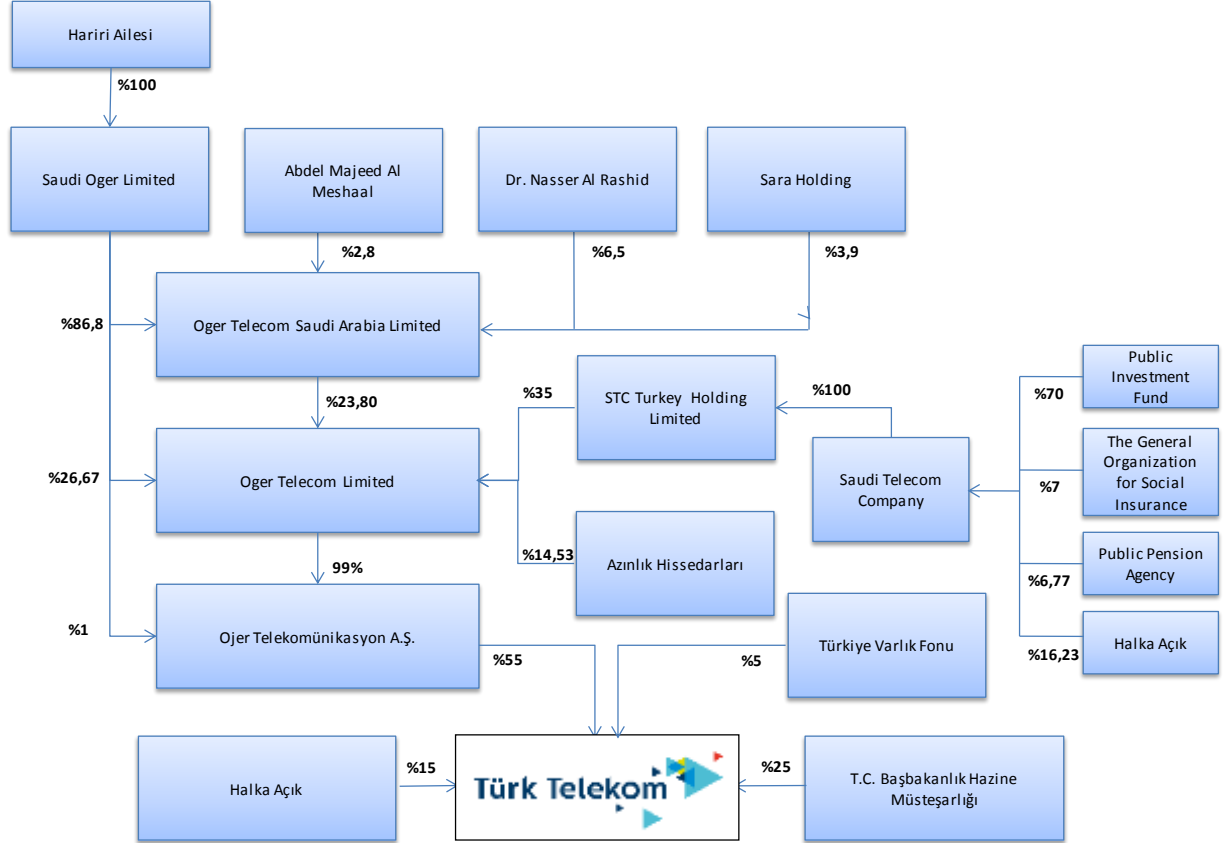 Hariri Ailesi
%100
Saudi Oger Limited
Abdel Majeed Al
Meshaal
Dr. Nasser Al Rashid
Sara Holding
%2,8
%6,5
%3,9
%86,8
Oger Telecom Saudi Arabia Limited
%23,80
%35
STC Turkey Holding
Limited
%100
Public
Investment
Fund
%70
%26,67
Oger Telecom Limited
Saudi Telecom
Company
The General
Organization
for Social
Insurance
%7
%14,53
Azınlık Hissedarları
99%
Public Pension
Agency
%6,77
%1
Ojer Telekomünikasyon A.Ş.
%55
%5
Türkiye Varlık Fonu
Halka Açık
%16,23
Halka Açık
%15
Türk Telekom
%25
T.C. Başbakanlık Hazine
Müsteşarlığı